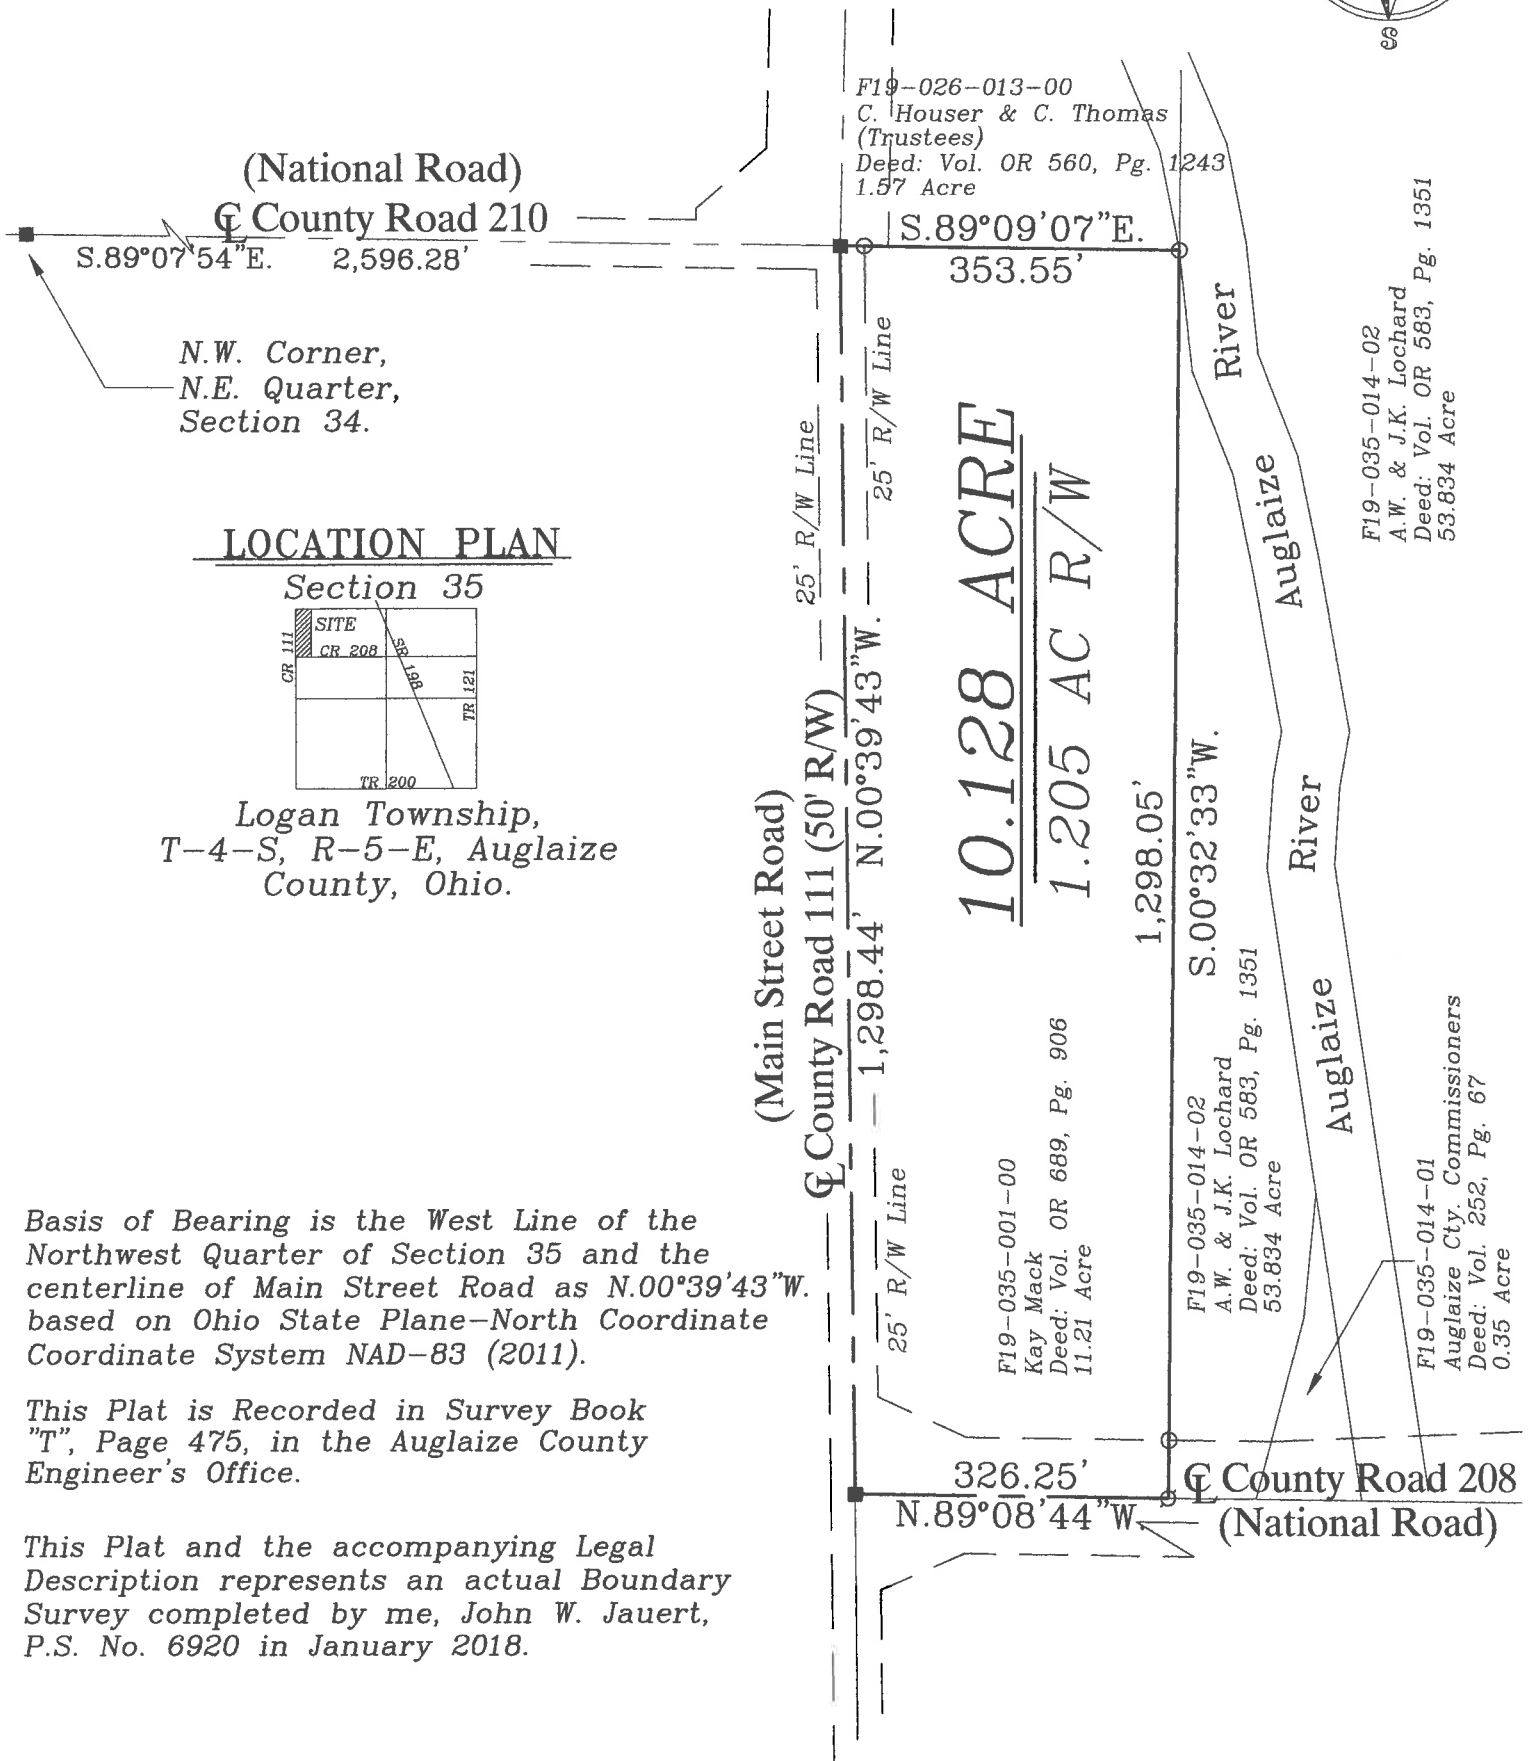 S
F19-026-013-00
C. Houser & C. Thomas
(Trustees)
Deed: Vol. OR 560, Pg. 1243
1.57 Acre
(National Road)
℄ County Road 210
S.89°07'54"E. 2,596.28'
S.89°09'07"E.
353.55'
N.W. Corner,
N.E. Quarter,
Section 34.
25' R/W Line
25' R/W Line
River
Auglaize
F19-035-014-02
A.W. & J.K. Lochard
Deed: Vol. OR 583, Pg. 1351
53.834 Acre
LOCATION PLAN
Section 35
SITE
CR 111
CR 208
SR 198
TR 121
TR 200
Logan Township,
T-4-S, R-5-E, Auglaize
County, Ohio.
10.128 ACRE
1.205 AC R/W
(Main Street Road)
℄ County Road 111 (50' R/W)
1,298.44' N.00°39'43"W.
1,298.05'
S.00°32'33"W.
River
Auglaize
25' R/W Line
F19-035-001-00
Kay Mack
Deed: Vol. OR 689, Pg. 906
11.21 Acre
F19-035-014-02
A.W. & J.K. Lochard
Deed: Vol. OR 583, Pg. 1351
53.834 Acre
F19-035-014-01
Auglaize Cty. Commissioners
Deed: Vol. 252, Pg. 67
0.35 Acre
Basis of Bearing is the West Line of the
Northwest Quarter of Section 35 and the
centerline of Main Street Road as N.00°39'43"W.
based on Ohio State Plane-North Coordinate
Coordinate System NAD-83 (2011).
This Plat is Recorded in Survey Book
"T", Page 475, in the Auglaize County
Engineer's Office.
326.25'
N.89°08'44"W.
℄ County Road 208
(National Road)
This Plat and the accompanying Legal
Description represents an actual Boundary
Survey completed by me, John W. Jauert,
P.S. No. 6920 in January 2018.